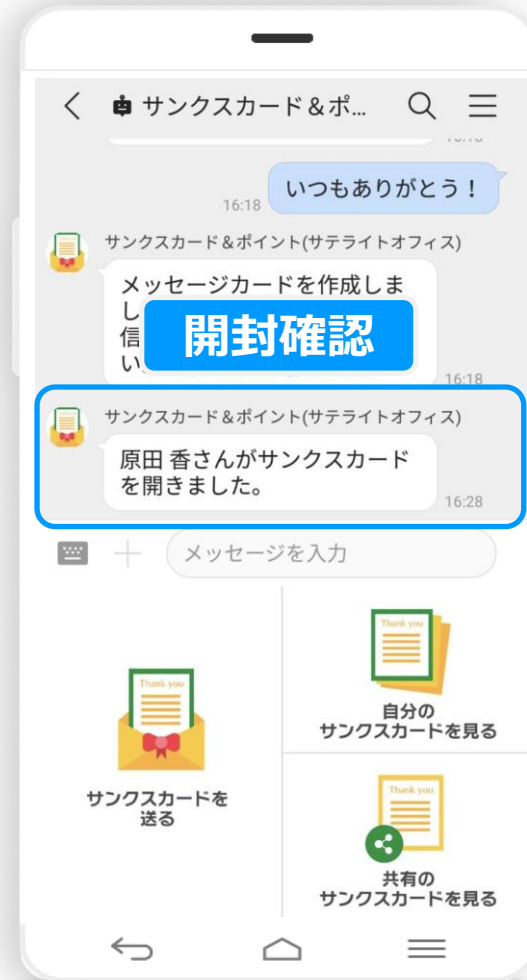 サンクスカード＆ポ...
いつもありがとう！
16:18
サンクスカード＆ポイント(サテライトオフィス)
メッセージカードを作成しま
し
信
い
開封確認
16:18
サンクスカード＆ポイント(サテライトオフィス)
原田 香さんがサンクスカード
を開きました。
16:28
メッセージを入力
Thank you
サンクスカードを
送る
Thank you
自分の
サンクスカードを見る
Thank you
共有の
サンクスカードを見る